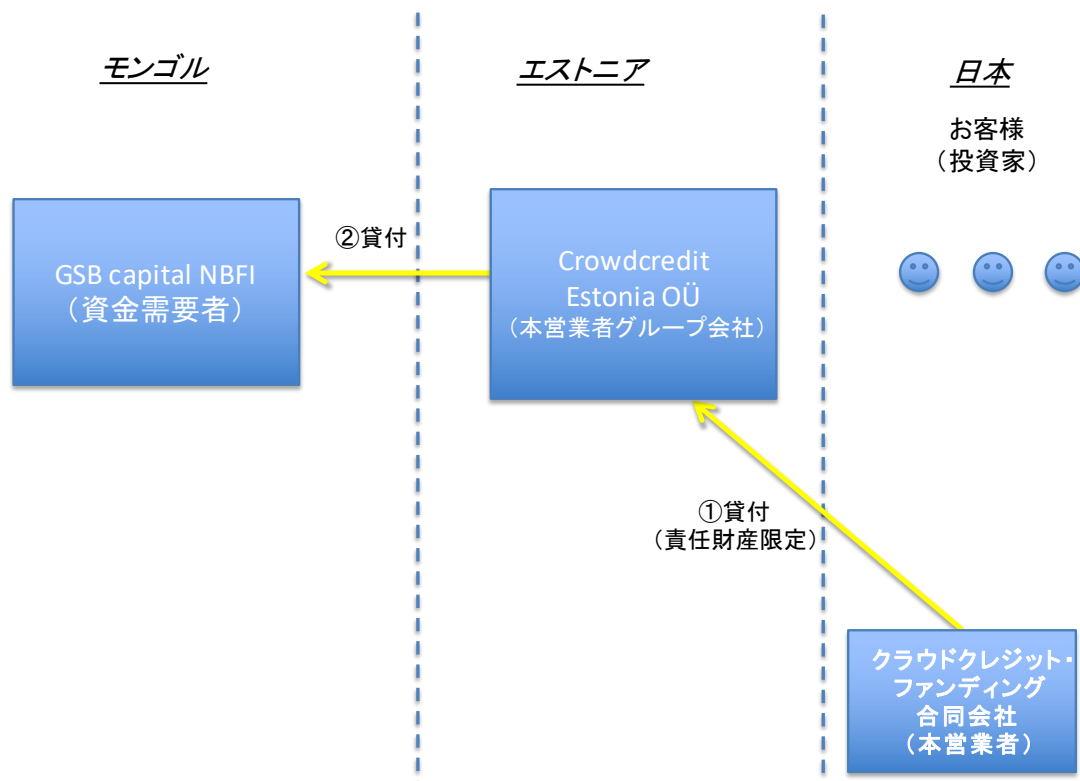 モンゴル
エストニア
日本
お客様
（投資家）
GSB capital NBFI
（資金需要者）
②貸付
Crowdcredit
Estonia OÜ
（本営業者グループ会社）
①貸付
（責任財産限定）
クラウドクレジット・
ファンディング
合同会社
（本営業者）